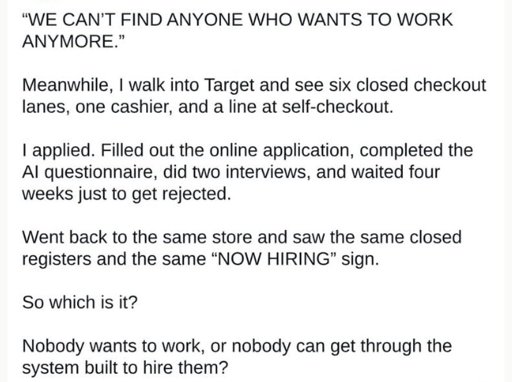 “WE CAN’T FIND ANYONE WHO WANTS TO WORK
ANYMORE.”
Meanwhile, I walk into Target and see six closed checkout
lanes, one cashier, and a line at self-checkout.
I applied. Filled out the online application, completed the
AI questionnaire, did two interviews, and waited four
weeks just to get rejected.
Went back to the same store and saw the same closed
registers and the same “NOW HIRING” sign.
So which is it?
Nobody wants to work, or nobody can get through the
system built to hire them?